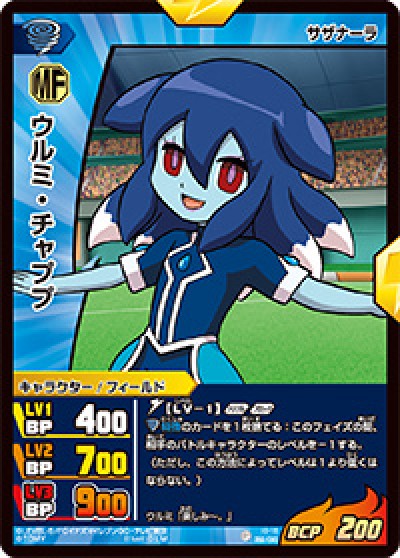 サザナーラ
MF
ウルミ・チャププ
キャラクター / フィールド
LV1 BP 400
LV2 BP 700
LV3 BP 900
【LV-1】
のカードを1枚捨てる:このフェイズの間、
相手のバトルキャラクターのレベルを-1する。
(ただし、この方法によってレベルは1より低くは
ならない。)
ウルミ「楽しみ〜。」
©TOMY
BCP 200